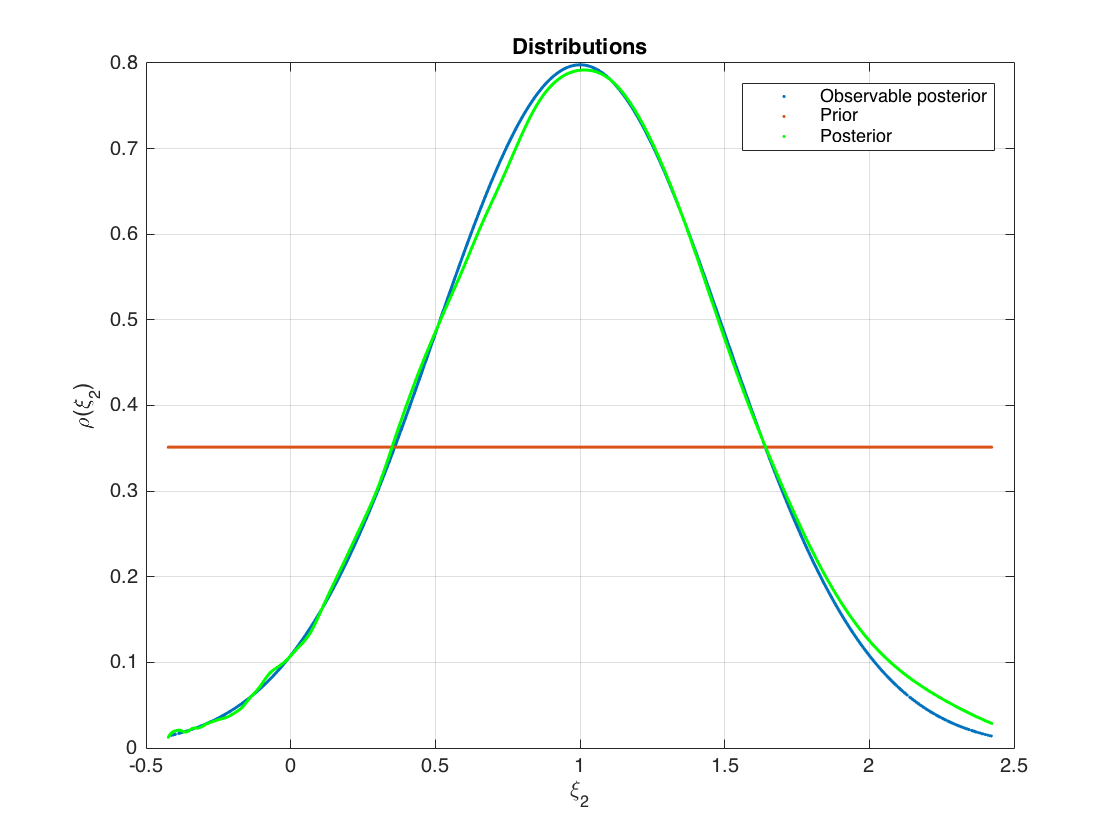 Distributions
0.8
0.7
0.6
0.5
0.4
0.3
0.2
0.1
0
ρ(ξ₂)
Observable posterior
Prior
Posterior
-0.5 0 0.5 1 1.5 2 2.5
ξ₂